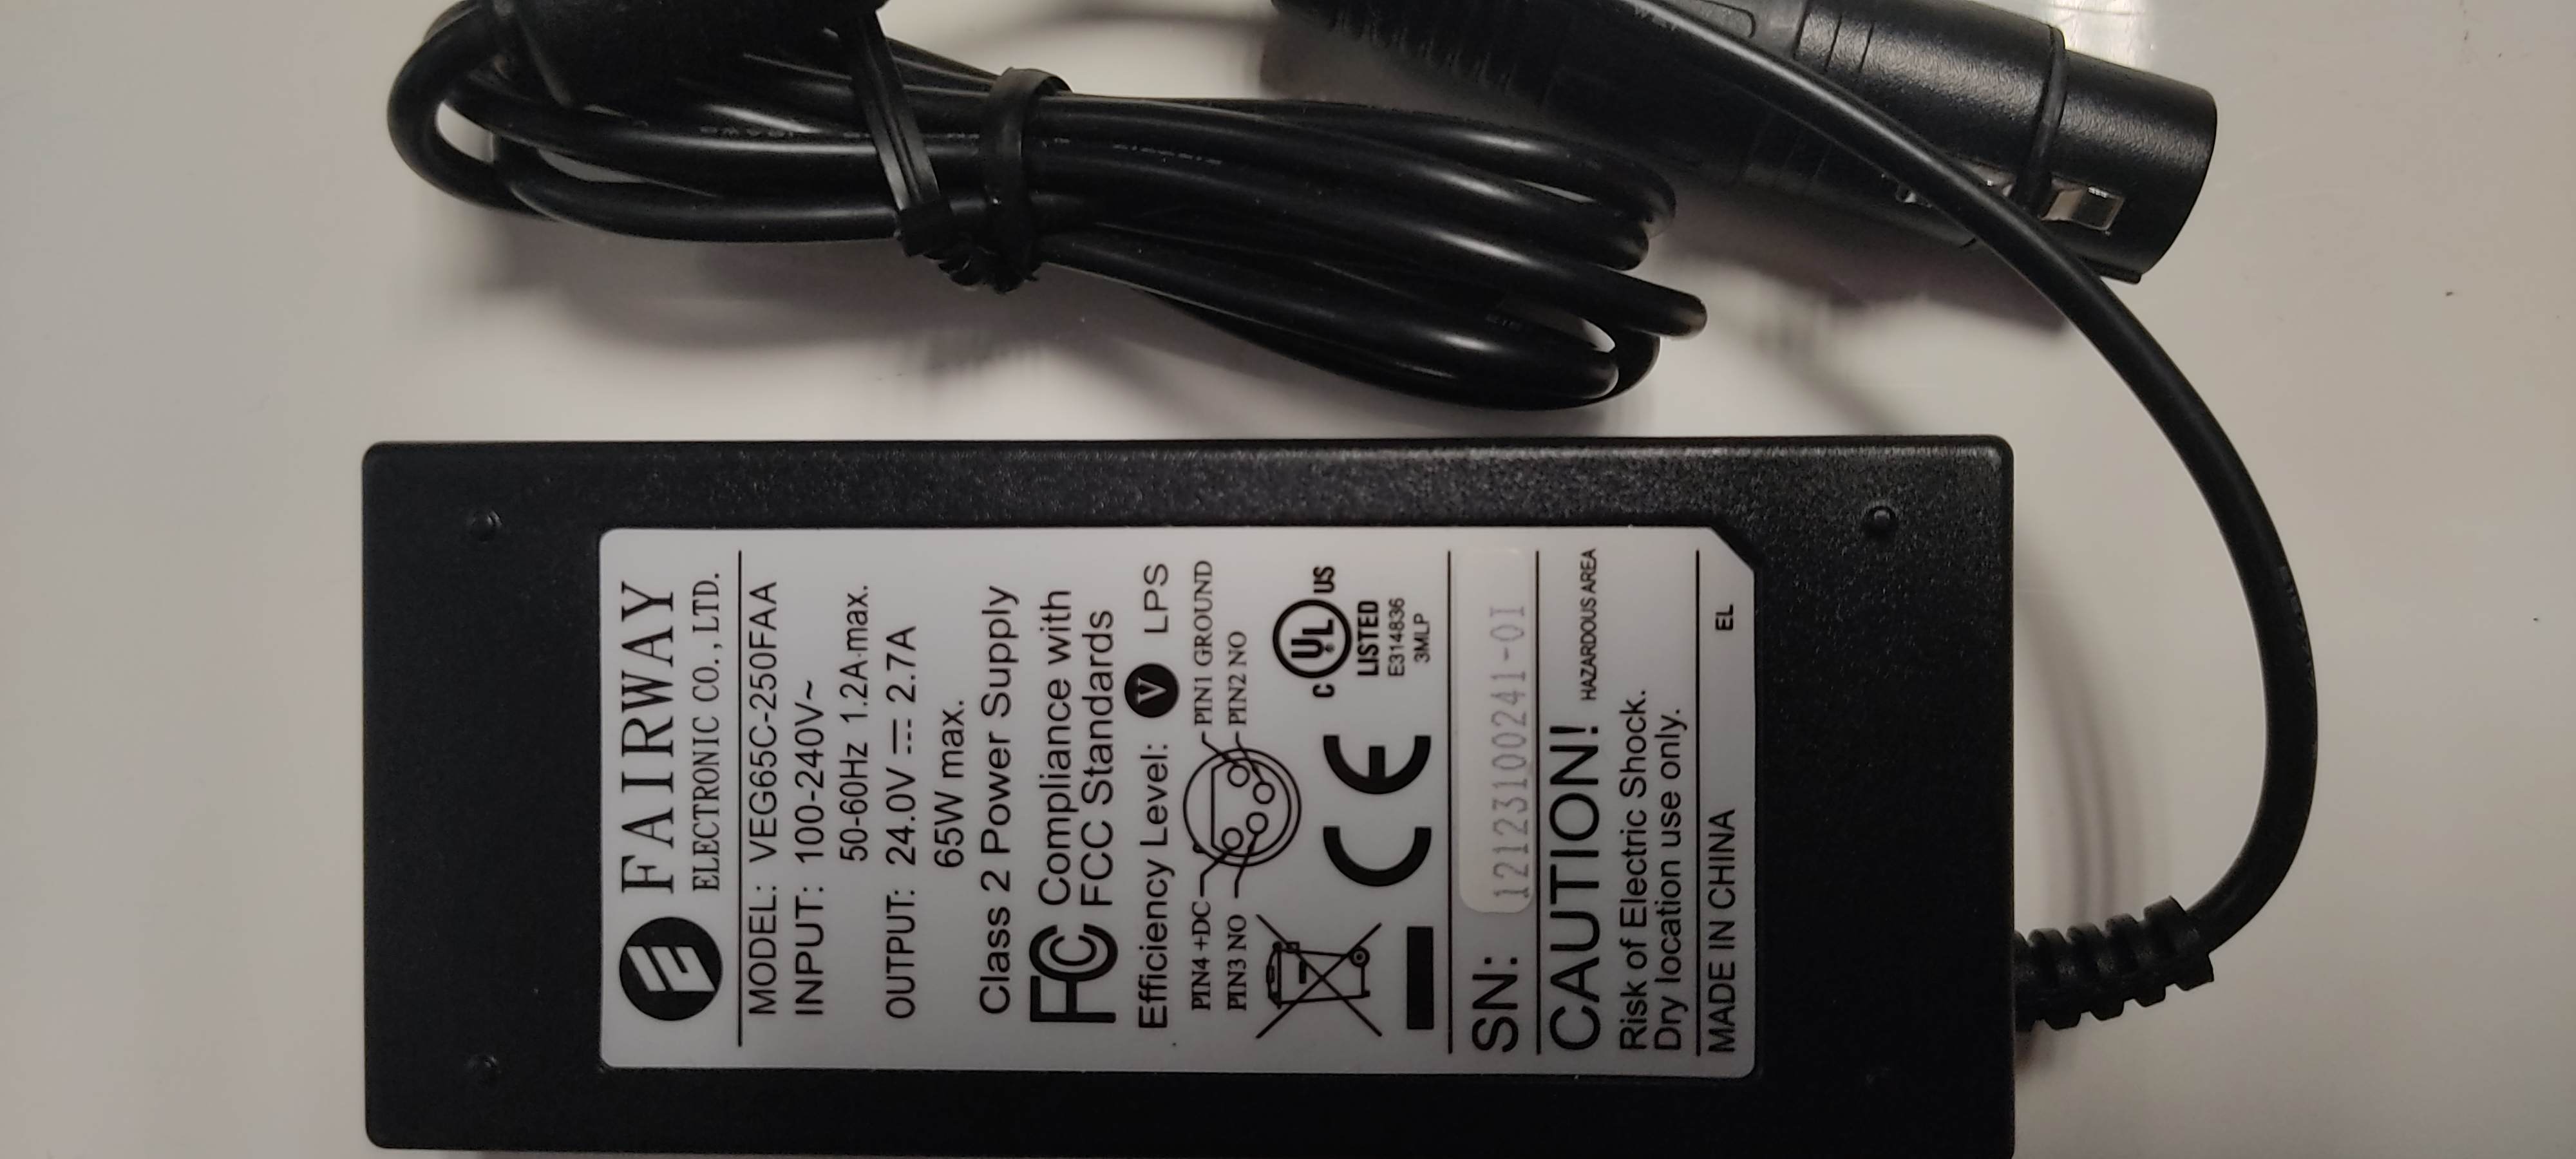 FAIRWAY
ELECTRONIC CO.,LTD.
MODEL: VEG65C-250FAA
INPUT: 100-240V~
50-60Hz 1.2A max.
OUTPUT: 24.0V⎓2.7A
65W max.
Class 2 Power Supply
FC Compliance with
FCC Standards
Efficiency Level: V LPS
PIN4 +DC PIN1 GROUND
PIN3 NO PIN2 NO
CE
C UL US
LISTED
E314836
3MLP
SN: 12123100241-01
CAUTION! HAZARDOUS AREA
Risk of Electric Shock.
Dry location use only.
MADE IN CHINA EL